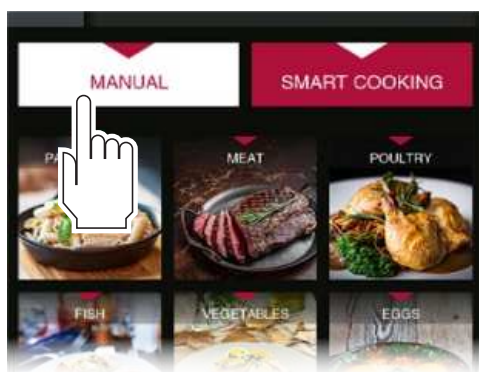 MANUAL
SMART COOKING
MEAT
POULTRY
FISH
VEGETABLES
EGGS